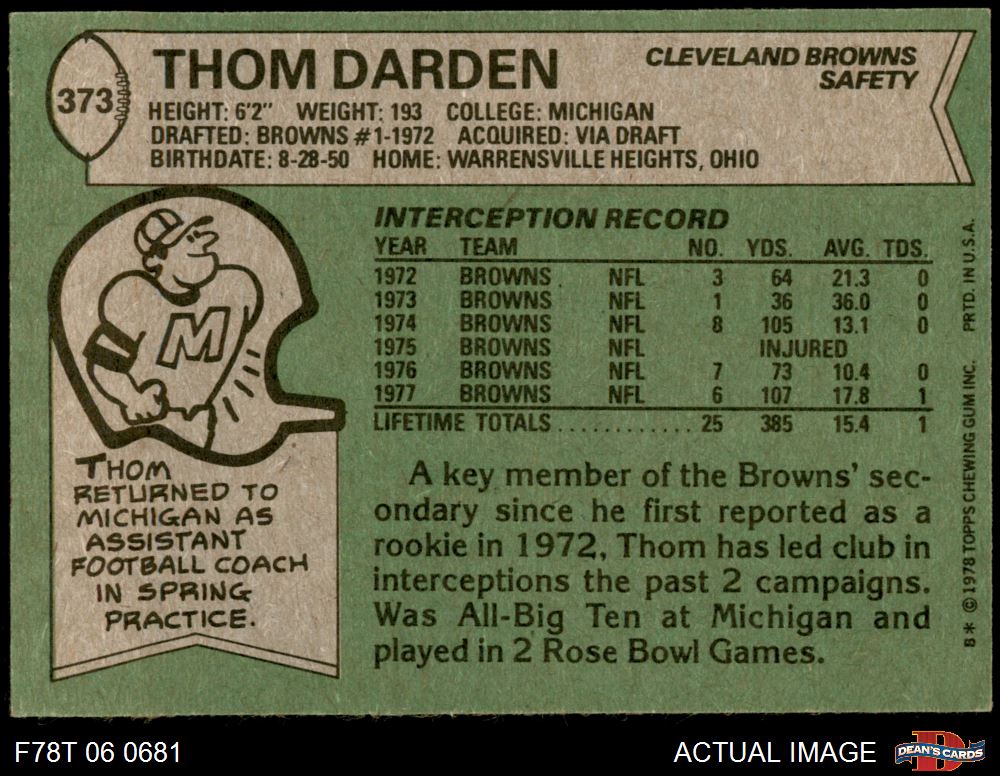 373
THOM DARDEN
CLEVELAND BROWNS
SAFETY
HEIGHT: 6'2" WEIGHT: 193 COLLEGE: MICHIGAN
DRAFTED: BROWNS #1-1972 ACQUIRED: VIA DRAFT
BIRTHDATE: 8-28-50 HOME: WARRENSVILLE HEIGHTS, OHIO
INTERCEPTION RECORD
YEAR TEAM NO. YDS. AVG. TDS.
1972 BROWNS NFL 3 64 21.3 0
1973 BROWNS NFL 1 36 36.0 0
1974 BROWNS NFL 8 105 13.1 0
1975 BROWNS NFL INJURED
1976 BROWNS NFL 7 73 10.4 0
1977 BROWNS NFL 6 107 17.8 1
LIFETIME TOTALS............ 25 385 15.4 1
M
THOM
RETURNED TO
MICHIGAN AS
ASSISTANT
FOOTBALL COACH
IN SPRING
PRACTICE.
A key member of the Browns' sec-
ondary since he first reported as a
rookie in 1972, Thom has led club in
interceptions the past 2 campaigns.
Was All-Big Ten at Michigan and
played in 2 Rose Bowl Games.
8* © 1978 TOPPS CHEWING GUM INC. PRTD. IN U.S.A.
F78T 06 0681
ACTUAL IMAGE
DEAN'S CARDS